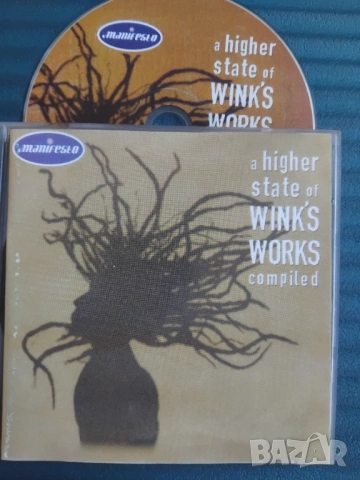 manifesto
a higher
state of
WINK'S
WORKS
manifesto
a higher
state of
WINK'S
WORKS
compiled
BAZAR